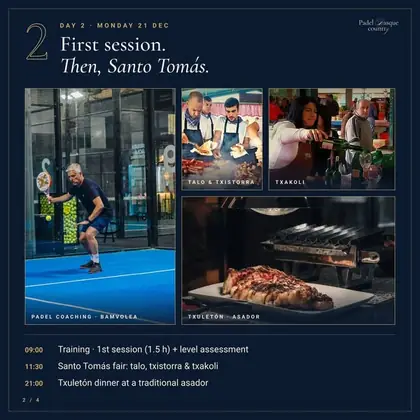 2
DAY 2 · MONDAY 21 DEC
First session.
Then, Santo Tomás.
Padel Basque
country
TALO & TXISTORRA
TXAKOLI
PADEL COACHING · BAMVOLEA
TXULETÓN · ASADOR
09:00 Training · 1st session (1.5 h) + level assessment
11:30 Santo Tomás fair: talo, txistorra & txakoli
21:00 Txuletón dinner at a traditional asador
2 / 4